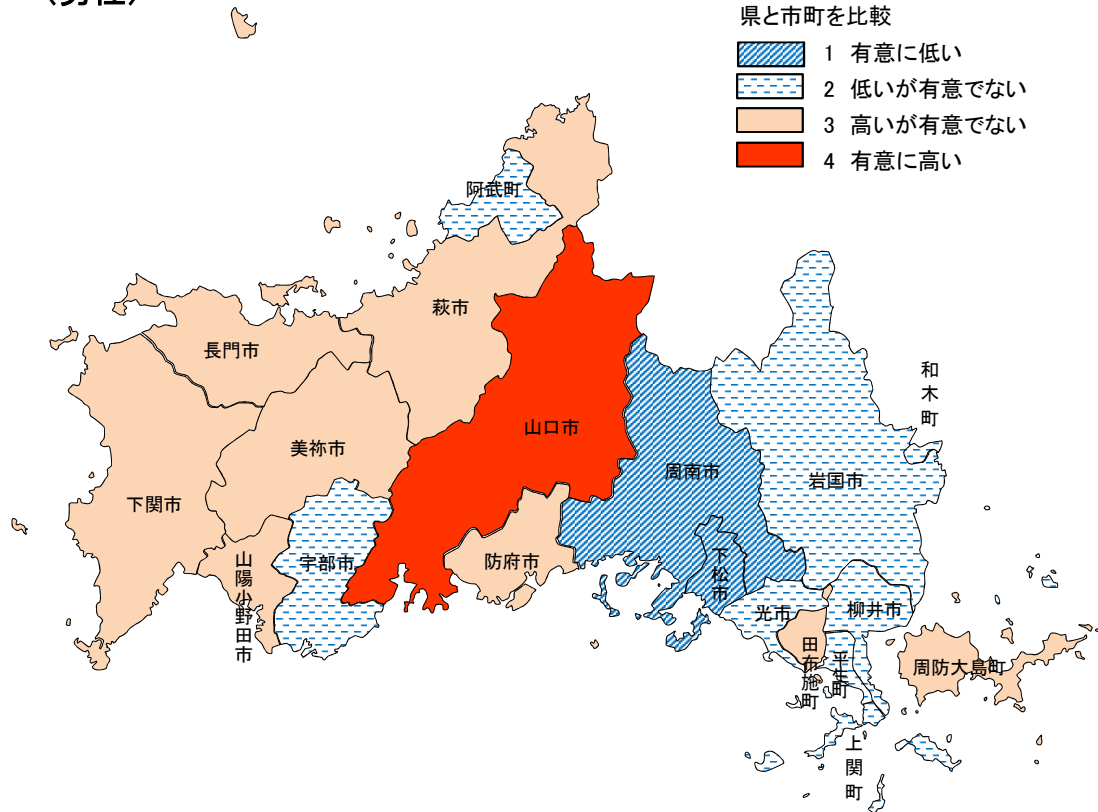 県と市町を比較
1 有意に低い
2 低いが有意でない
3 高いが有意でない
4 有意に高い
阿武町
萩市
長門市
和木町
山口市
美祢市
周南市
岩国市
下関市
宇部市
防府市
山陽小野田市
下松市
光市
柳井市
田布施町
平生町
周防大島町
上関町